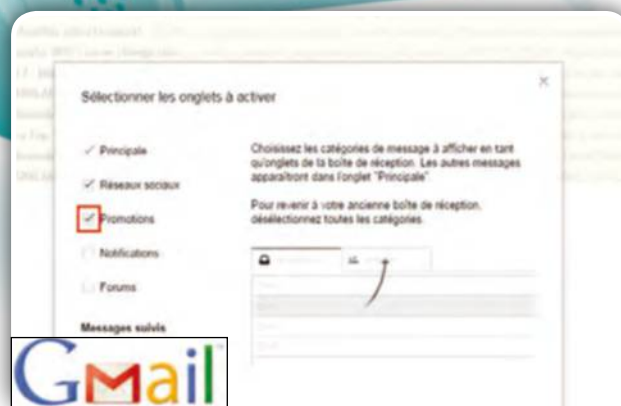 Sélectionner les onglets à activer
Principale
Réseaux sociaux
Promotions
Notifications
Forums
Messages suivis
Choisissez les catégories de message à afficher en tant
qu'onglets de la boîte de réception. Les autres messages
apparaîtront dans l'onglet "Principale"
Pour revenir à votre ancienne boîte de réception,
désélectionnez toutes les catégories.
Gmail